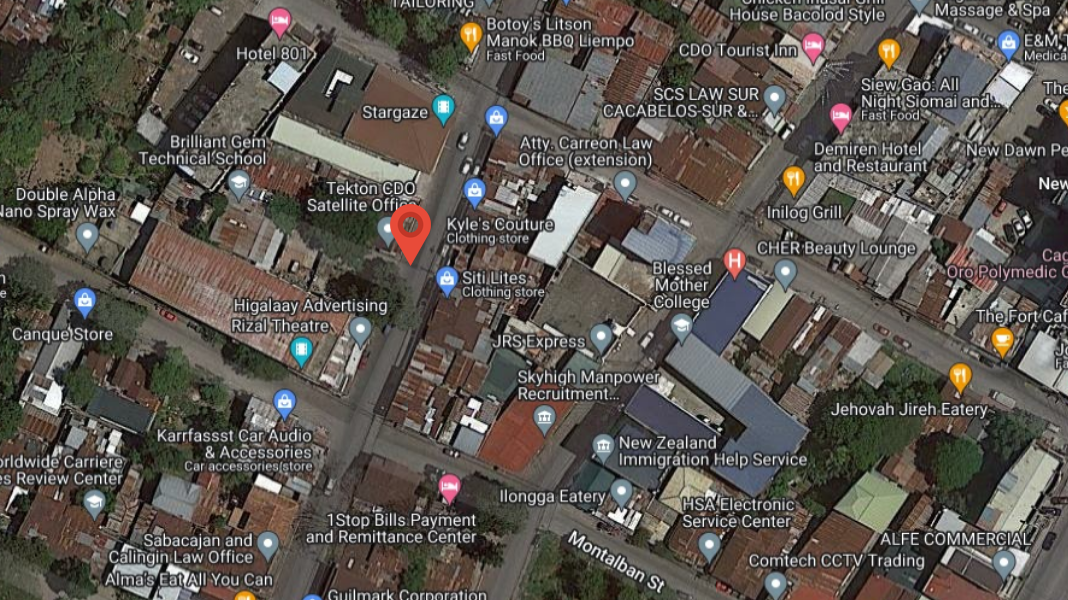 TAILORING
Chicken Inasal Grill
House Bacolod Style
Massage & Spa
Botoy's Litson
Manok BBQ Liempo
Fast Food
Hotel 801
CDO Tourist Inn
E&M
Siew Gao: All
Night Siomai and...
Fast Food
SCS LAW SUR
CACABELOS-SUR &...
Stargaze
Brilliant Gem
Technical School
Atty. Carreon Law
Office (extension)
Demiren Hotel
and Restaurant
New Dawn
Double Alpha
Nano Spray Wax
Tekton CDO
Satellite Office
Kyle's Couture
Clothing store
Inilog Grill
CHER Beauty Lounge
Oro Polymedic
Siti Lites
Clothing store
Blessed
Mother
College
Canque Store
Higalaay Advertising
Rizal Theatre
JRS Express
The Fort
Skyhigh Manpower
Recruitment...
Jehovah Jireh Eatery
Karrfassst Car Audio
& Accessories
Car accessories store
New Zealand
Immigration Help Service
Carriere
Review Center
Ilongga Eatery
1Stop Bills Payment
and Remittance Center
HSA Electronic
Service Center
Sabacajan and
Calingin Law Office
Montalban St
ALFE COMMERCIAL
Comtech CCTV Trading
Alma's Eat All You Can
Guilmark Corporation